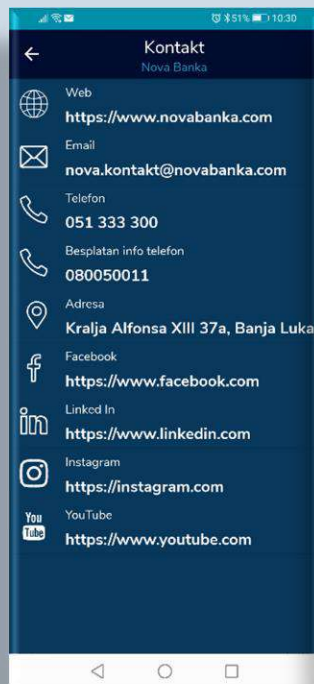 51% 10:30
Kontakt
Nova Banka
Web
https://www.novabanka.com
Email
nova.kontakt@novabanka.com
Telefon
051 333 300
Besplatan info telefon
080050011
Adresa
Kralja Alfonsa XIII 37a, Banja Luka
Facebook
https://www.facebook.com
Linked In
https://www.linkedin.com
Instagram
https://instagram.com
You
Tube
YouTube
https://www.youtube.com